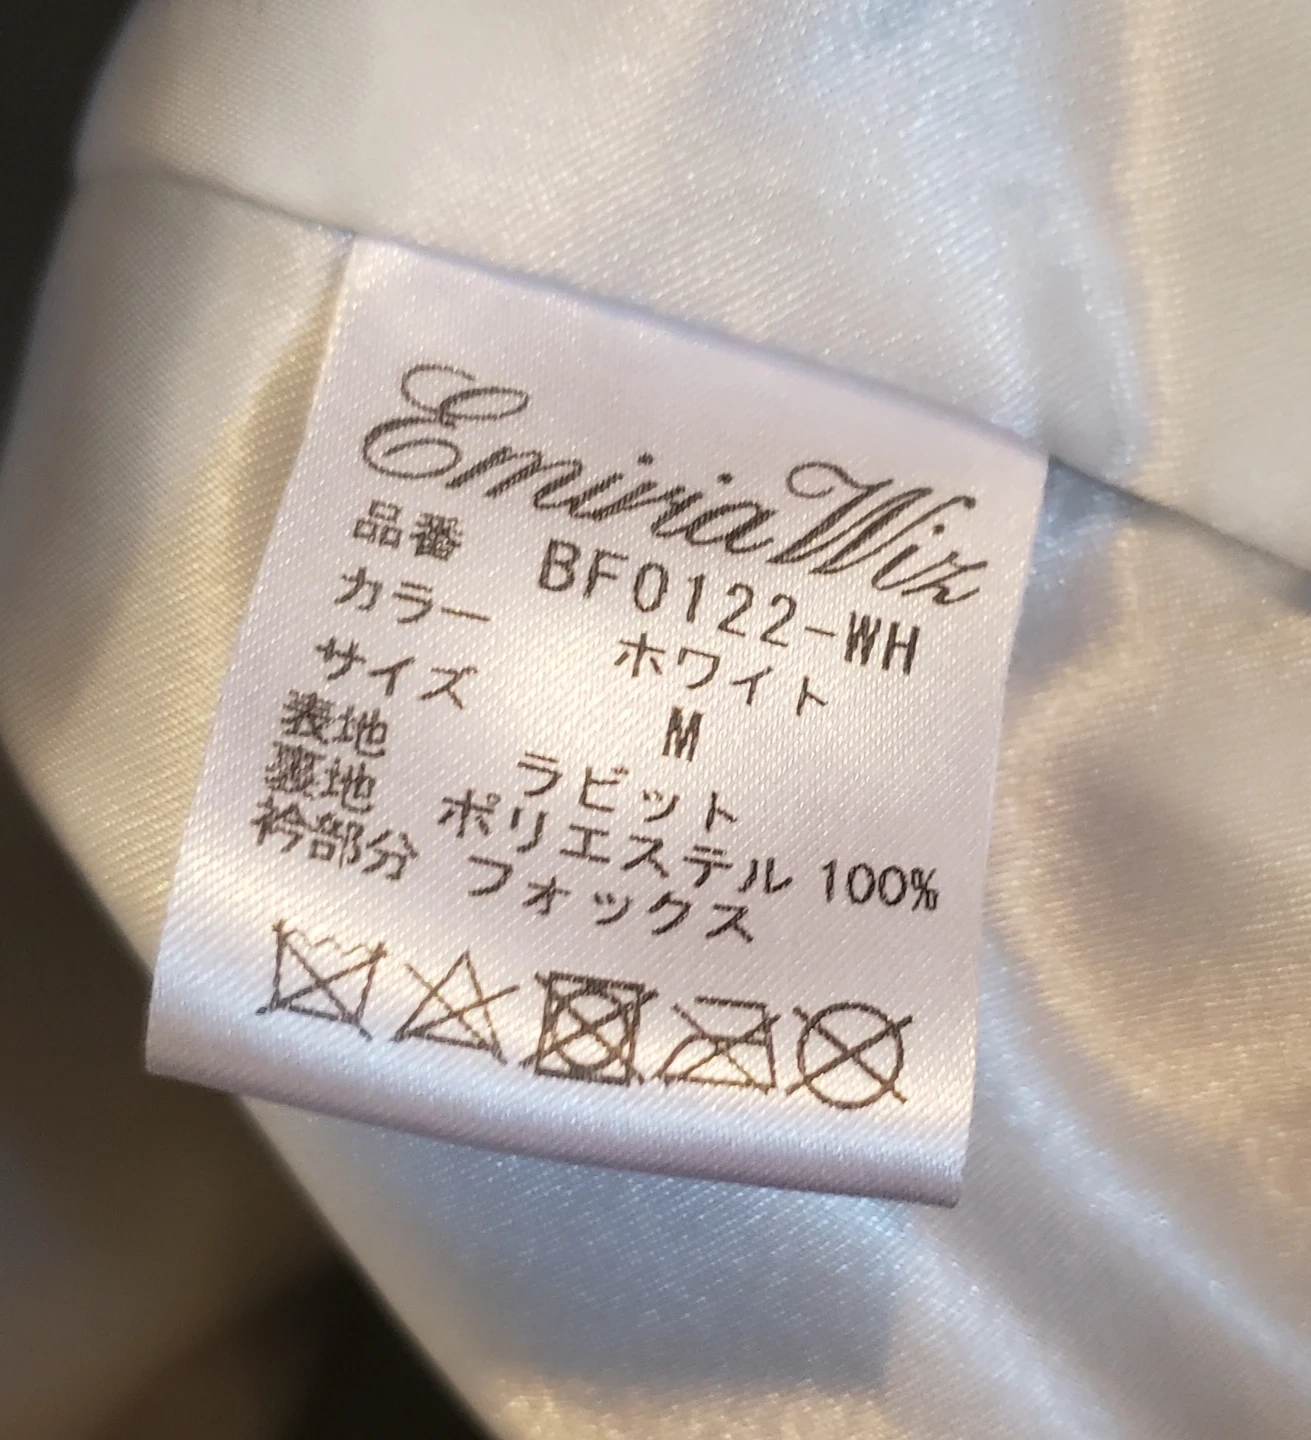 EmiriaWiz
品番 BF0122-WH
カラー ホワイト
サイズ M
表地 ラビット
裏地 ポリエステル 100%
衿部分 フォックス